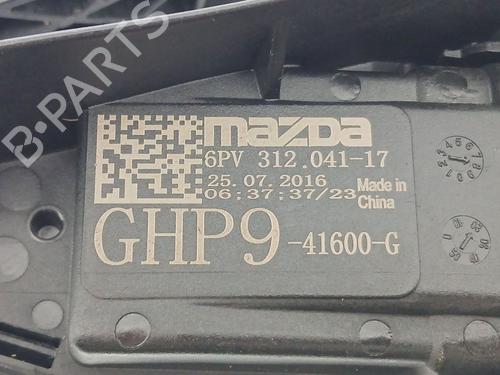 B-PARTS
mazda
6PV 312.041-17
25.07.2016
06:37:37/23
Made in
China
GHP9 -41600-G